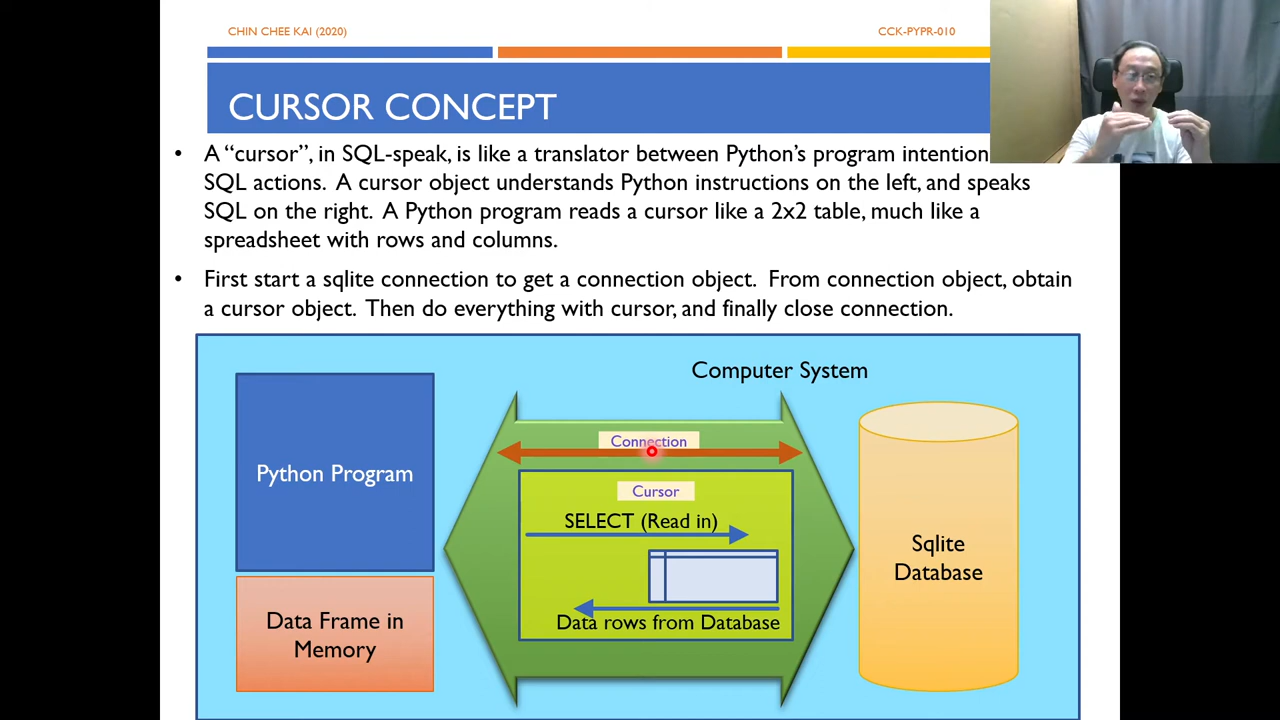 CHIN CHEE KAI (2020)
CCK-PYPR-010
CURSOR CONCEPT
• A “cursor”, in SQL-speak, is like a translator between Python’s program intention
SQL actions. A cursor object understands Python instructions on the left, and speaks
SQL on the right. A Python program reads a cursor like a 2x2 table, much like a
spreadsheet with rows and columns.
• First start a sqlite connection to get a connection object. From connection object, obtain
a cursor object. Then do everything with cursor, and finally close connection.
Computer System
Connection
Python Program
Cursor
SELECT (Read in)
Sqlite
Database
Data rows from Database
Data Frame in
Memory